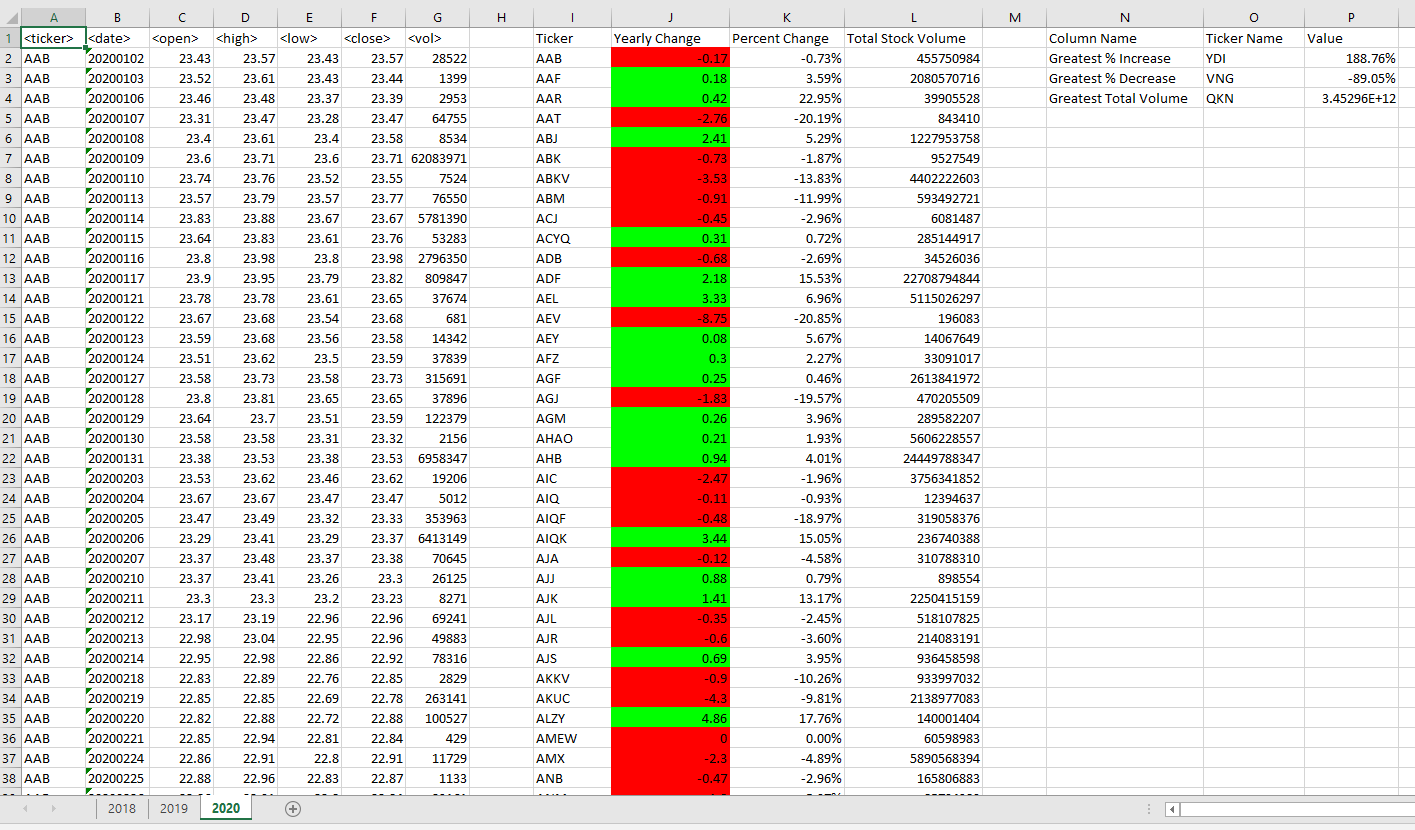 A B C D E F G H I J K L M N O P
1 <ticker> <date> <open> <high> <low> <close> <vol> Ticker Yearly Change Percent Change Total Stock Volume Column Name Ticker Name Value
2 AAB 20200102 23.43 23.57 23.43 23.57 28522 AAB -0.17 -0.73% 455750984 Greatest % Increase YDI 188.76%
3 AAB 20200103 23.52 23.61 23.43 23.44 1399 AAF 0.18 3.59% 2080570716 Greatest % Decrease VNG -89.05%
4 AAB 20200106 23.46 23.48 23.37 23.39 2953 AAR 0.42 22.95% 39905528 Greatest Total Volume QKN 3.45296E+12
5 AAB 20200107 23.31 23.47 23.28 23.47 64755 AAT -2.76 -20.19% 843410
6 AAB 20200108 23.4 23.61 23.4 23.58 8534 ABJ 2.41 5.29% 1227953758
7 AAB 20200109 23.6 23.71 23.6 23.71 62083971 ABK -0.73 -1.87% 9527549
8 AAB 20200110 23.74 23.76 23.52 23.55 7524 ABKV -3.53 -13.83% 4402222603
9 AAB 20200113 23.57 23.79 23.57 23.77 76550 ABM -0.91 -11.99% 593492721
10 AAB 20200114 23.83 23.88 23.67 23.67 5781390 ACJ -0.45 -2.96% 6081487
11 AAB 20200115 23.64 23.83 23.61 23.76 53283 ACYQ 0.31 0.72% 285144917
12 AAB 20200116 23.8 23.98 23.8 23.98 2796350 ADB -0.68 -2.69% 34526036
13 AAB 20200117 23.9 23.95 23.79 23.82 809847 ADF 2.18 15.53% 22708794844
14 AAB 20200121 23.78 23.78 23.61 23.65 37674 AEL 3.33 6.96% 5115026297
15 AAB 20200122 23.67 23.68 23.54 23.68 681 AEV -8.75 -20.85% 196083
16 AAB 20200123 23.59 23.68 23.56 23.58 14342 AEY 0.08 5.67% 14067649
17 AAB 20200124 23.51 23.62 23.5 23.59 37839 AFZ 0.3 2.27% 33091017
18 AAB 20200127 23.58 23.73 23.58 23.73 315691 AGF 0.25 0.46% 2613841972
19 AAB 20200128 23.8 23.81 23.65 23.65 37896 AGJ -1.83 -19.57% 470205509
20 AAB 20200129 23.64 23.7 23.51 23.59 122379 AGM 0.26 3.96% 289582207
21 AAB 20200130 23.58 23.58 23.31 23.32 2156 AHAO 0.21 1.93% 5606228557
22 AAB 20200131 23.38 23.53 23.38 23.53 6958347 AHB 0.94 4.01% 24449788347
23 AAB 20200203 23.53 23.62 23.46 23.62 19206 AIC -2.47 -1.96% 3756341852
24 AAB 20200204 23.67 23.67 23.47 23.47 5012 AIQ -0.11 -0.93% 12394637
25 AAB 20200205 23.47 23.49 23.32 23.33 353963 AIQF -0.48 -18.97% 319058376
26 AAB 20200206 23.29 23.41 23.29 23.37 6413149 AIQK 3.44 15.05% 236740388
27 AAB 20200207 23.37 23.48 23.37 23.38 70645 AJA -0.12 -4.58% 310788310
28 AAB 20200210 23.37 23.41 23.26 23.3 26125 AJJ 0.88 0.79% 898554
29 AAB 20200211 23.3 23.3 23.2 23.23 8271 AJK 1.41 13.17% 2250415159
30 AAB 20200212 23.17 23.19 22.96 22.96 69241 AJL -0.35 -2.45% 518107825
31 AAB 20200213 22.98 23.04 22.95 22.96 49883 AJR -0.6 -3.60% 214083191
32 AAB 20200214 22.95 22.98 22.86 22.92 78316 AJS 0.69 3.95% 936458598
33 AAB 20200218 22.83 22.89 22.76 22.85 2829 AKKV -0.9 -10.26% 933997032
34 AAB 20200219 22.85 22.85 22.69 22.78 263141 AKUC -4.3 -9.81% 2138977083
35 AAB 20200220 22.82 22.88 22.72 22.88 100527 ALZY 4.86 17.76% 140001404
36 AAB 20200221 22.85 22.94 22.81 22.84 429 AMEW 0 0.00% 60598983
37 AAB 20200224 22.86 22.91 22.8 22.91 11729 AMX -2.3 -4.89% 5890568394
38 AAB 20200225 22.88 22.96 22.83 22.87 1133 ANB -0.47 -2.96% 165806883
2018 2019 2020